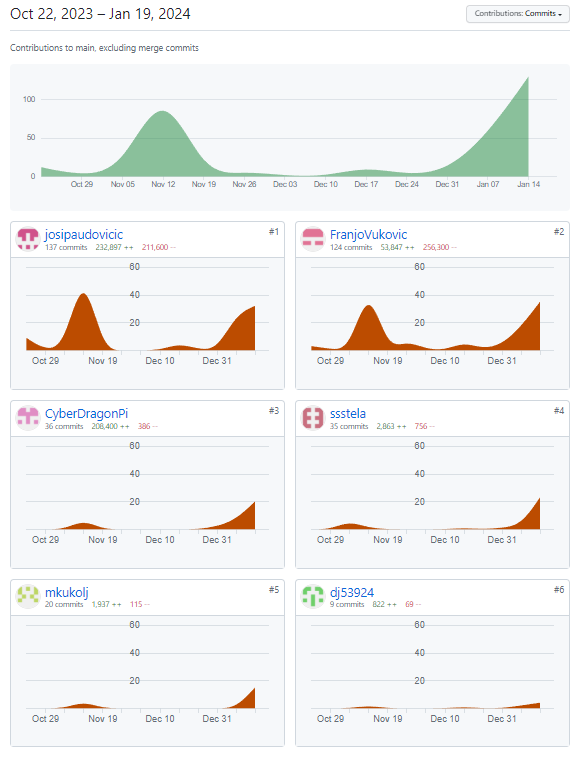 Oct 22, 2023 – Jan 19, 2024
Contributions: Commits
Contributions to main, excluding merge commits
100
50
0
Oct 29 Nov 05 Nov 12 Nov 19 Nov 26 Dec 03 Dec 10 Dec 17 Dec 24 Dec 31 Jan 07 Jan 14
josipaudovicic #1
137 commits 232,897 ++ 211,600 --
60
40
20
Oct 29 Nov 19 Dec 10 Dec 31
FranjoVukovic #2
124 commits 53,847 ++ 256,300 --
60
40
20
Oct 29 Nov 19 Dec 10 Dec 31
CyberDragonPi #3
36 commits 208,400 ++ 386 --
60
40
20
Oct 29 Nov 19 Dec 10 Dec 31
ssstela #4
35 commits 2,863 ++ 756 --
60
40
20
Oct 29 Nov 19 Dec 10 Dec 31
mkukolj #5
20 commits 1,937 ++ 115 --
60
40
20
Oct 29 Nov 19 Dec 10 Dec 31
dj53924 #6
9 commits 822 ++ 69 --
60
40
20
Oct 29 Nov 19 Dec 10 Dec 31